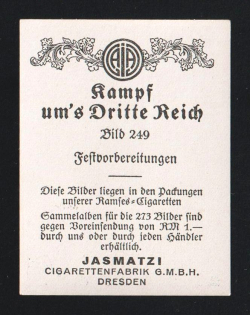 AJA
Kampf
um's Dritte Reich
Bild 249
Festvorbereitungen
Diese Bilder liegen in den Packungen
unserer Ramses-Cigaretten
Sammelalben für die 273 Bilder sind
gegen Voreinsendung von RM 1.—
durch uns oder durch jeden Händler
erhältlich.
JASMATZI
CIGARETTENFABRIK G.M.B.H.
DRESDEN